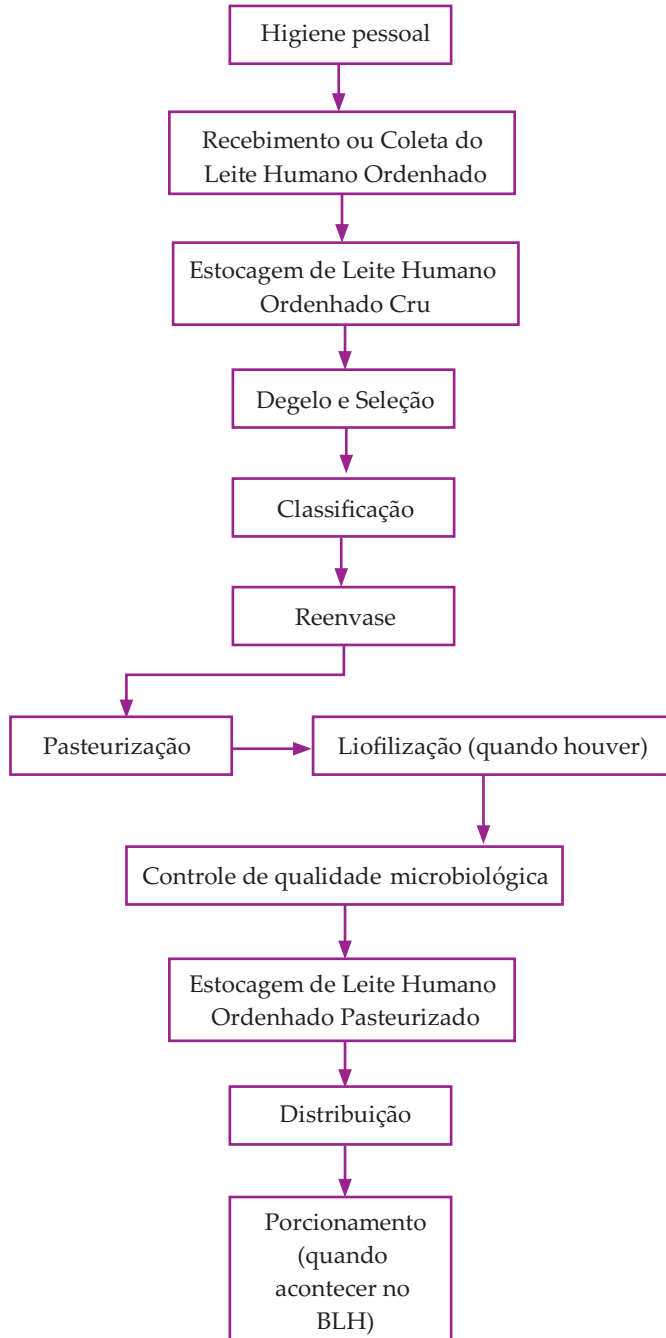 Higiene pessoal
Recebimento ou Coleta do
Leite Humano Ordenhado
Estocagem de Leite Humano
Ordenhado Cru
Degelo e Seleção
Classificação
Reenvase
Pasteurização
Liofilização (quando houver)
Controle de qualidade microbiológica
Estocagem de Leite Humano
Ordenhado Pasteurizado
Distribuição
Porcionamento
(quando
acontecer no
BLH)